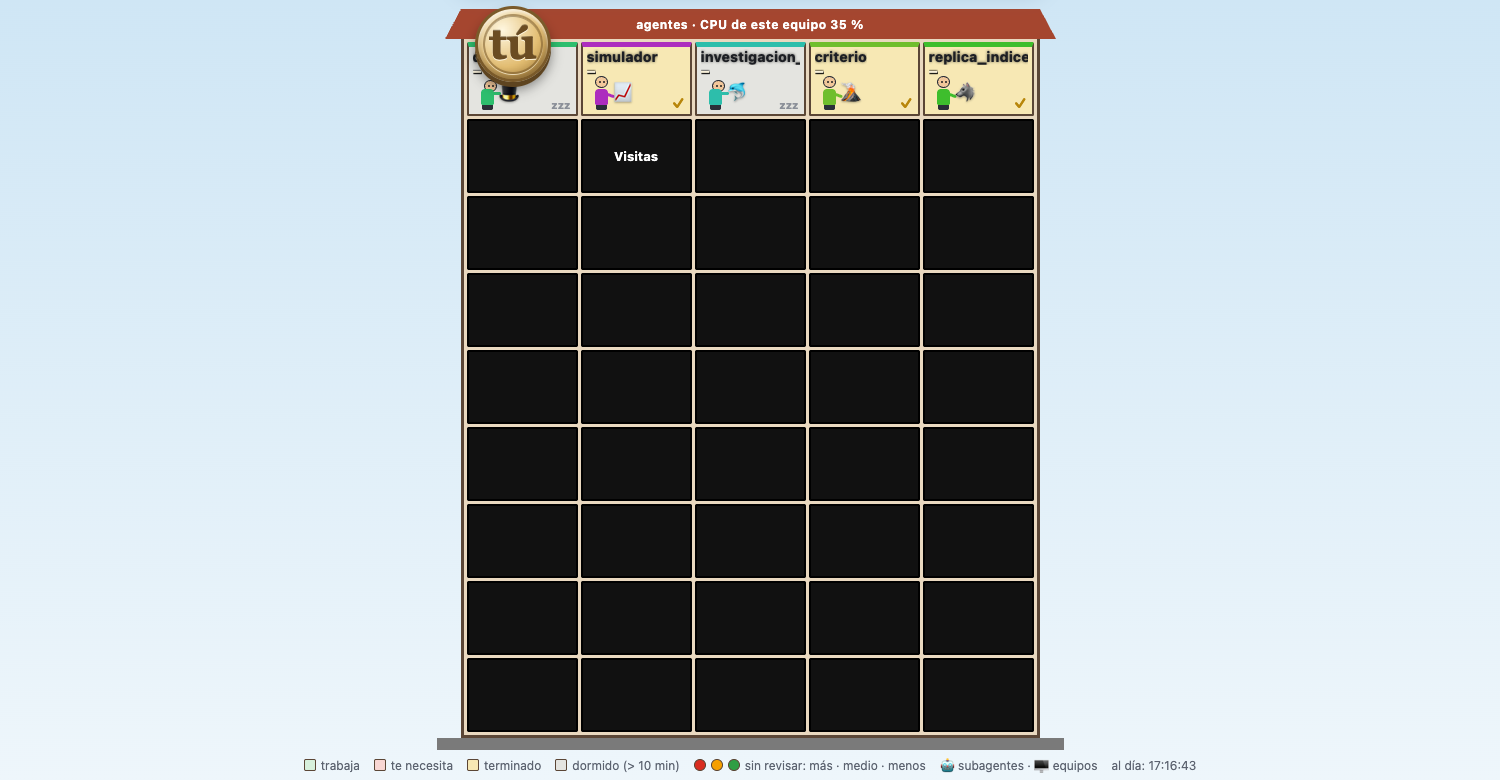 agentes · CPU de este equipo 35 %
tú
simulador
investigacion_
criterio
replica_indice
zzz
zzz
Visitas
trabaja te necesita terminado dormido (> 10 min) sin revisar: más · medio · menos subagentes · equipos al día: 17:16:43